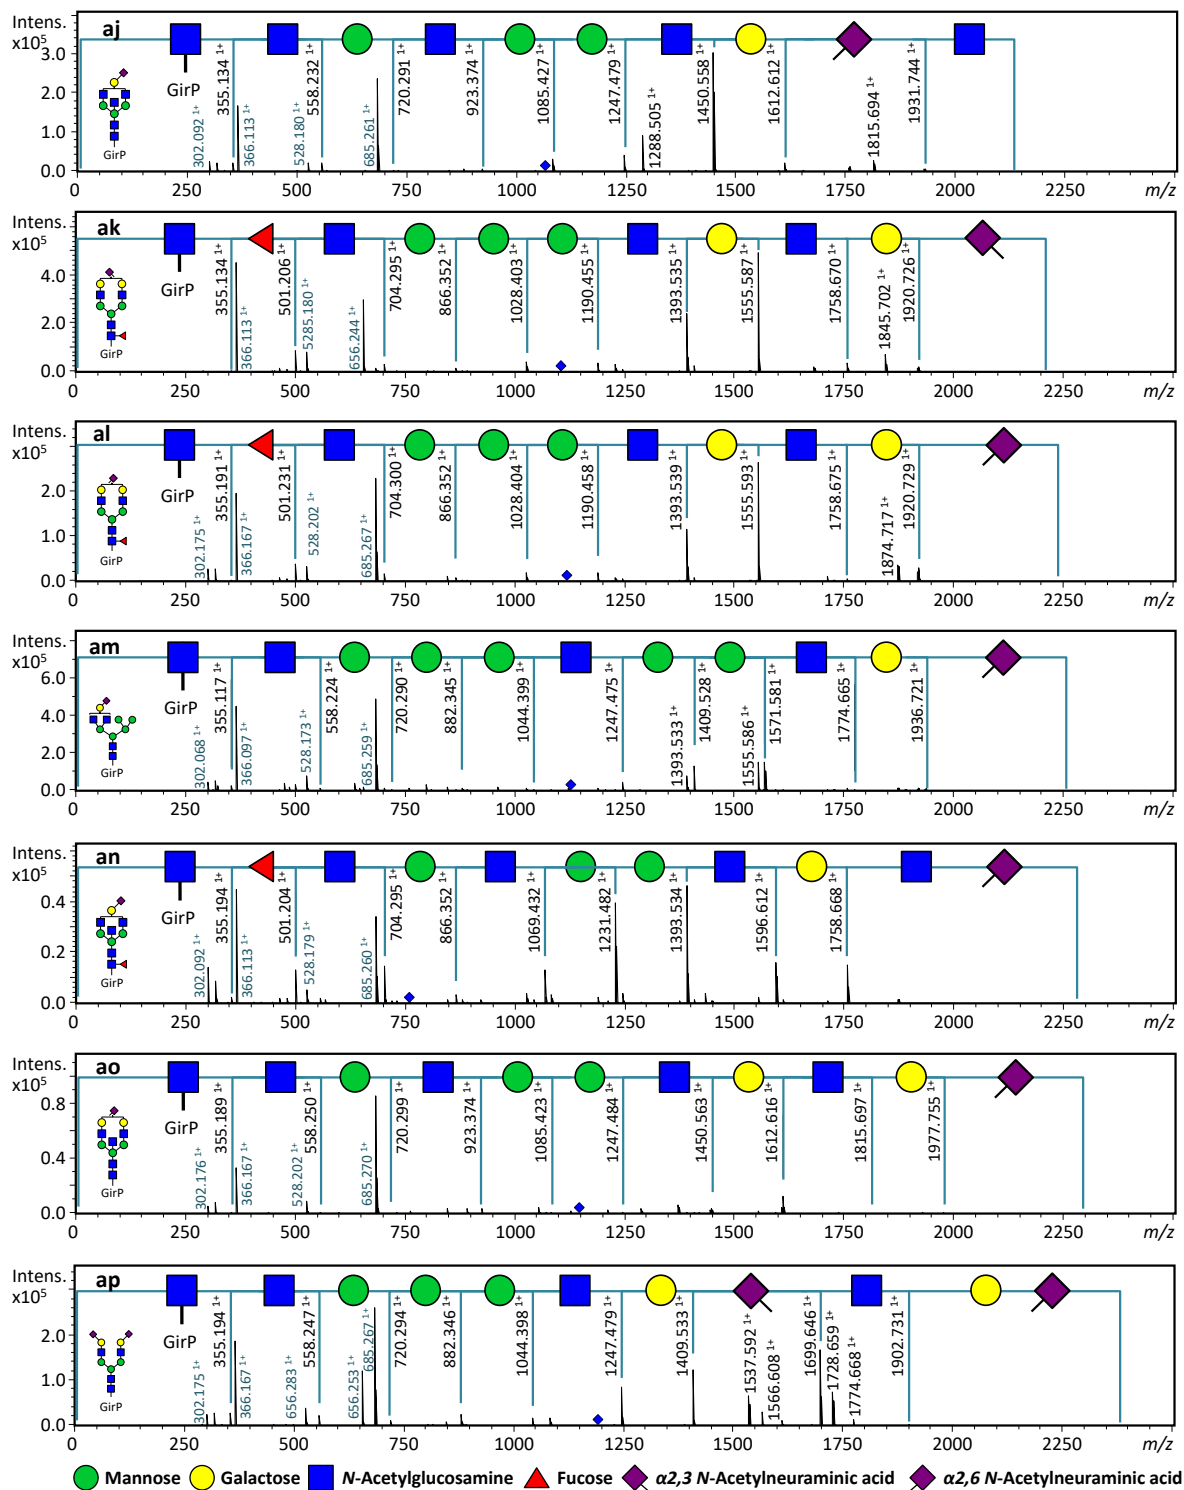 Intens.
x10⁵
aj
3.0
2.0
1.0
0.0
GirP
GirP
302.092 1+
355.134 1+
366.113 1+
528.180 1+
558.232 1+
685.261 1+
720.291 1+
923.374 1+
1085.427 1+
1247.479 1+
1288.505 1+
1450.558 1+
1612.612 1+
1815.694 1+
1931.744 1+
250 500 750 1000 1250 1500 1750 2000 2250 m/z
Intens.
x10⁵
ak
4.0
2.0
0.0
GirP
GirP
355.134 1+
366.113 1+
501.206 1+
5285.180 1+
656.244 1+
704.295 1+
866.352 1+
1028.403 1+
1190.455 1+
1393.535 1+
1555.587 1+
1758.670 1+
1845.702 1+
1920.726 1+
0 250 500 750 1000 1250 1500 1750 2000 2250 m/z
Intens.
x10⁵
al
2.0
1.0
0.0
GirP
GirP
302.175 1+
355.191 1+
366.167 1+
501.231 1+
528.202 1+
685.267 1+
704.300 1+
866.352 1+
1028.404 1+
1190.458 1+
1393.539 1+
1555.593 1+
1758.675 1+
1874.717 1+
1920.729 1+
0 250 500 750 1000 1250 1500 1750 2000 2250 m/z
Intens.
x10⁵
am
6.0
4.0
2.0
0.0
GirP
GirP
302.068 1+
355.117 1+
366.097 1+
528.173 1+
558.224 1+
685.259 1+
720.290 1+
882.345 1+
1044.399 1+
1247.475 1+
1393.533 1+
1409.528 1+
1555.586 1+
1571.581 1+
1774.665 1+
1936.721 1+
0 250 500 750 1000 1250 1500 1750 2000 2250 m/z
Intens.
x10⁵
an
0.4
0.2
0.0
GirP
GirP
302.092 1+
355.194 1+
366.113 1+
501.204 1+
528.179 1+
685.260 1+
704.295 1+
866.352 1+
1069.432 1+
1231.482 1+
1393.534 1+
1596.612 1+
1758.668 1+
0 250 500 750 1000 1250 1500 1750 2000 2250 m/z
Intens.
x10⁵
ao
0.8
0.4
0.0
GirP
GirP
302.176 1+
355.189 1+
366.167 1+
528.202 1+
558.250 1+
685.270 1+
720.299 1+
923.374 1+
1085.423 1+
1247.484 1+
1450.563 1+
1612.616 1+
1815.697 1+
1977.755 1+
0 250 500 750 1000 1250 1500 1750 2000 2250 m/z
Intens.
x10⁵
ap
2.0
1.0
0.0
GirP
GirP
302.175 1+
355.194 1+
366.167 1+
656.283 1+
558.247 1+
656.253 1+
685.267 1+
720.294 1+
882.346 1+
1044.398 1+
1247.479 1+
1409.533 1+
1537.592 1+
1566.608 1+
1699.646 1+
1728.659 1+
1774.668 1+
1902.731 1+
0 250 500 750 1000 1250 1500 1750 2000 2250 m/z
Mannose Galactose N-Acetylglucosamine Fucose α2,3 N-Acetylneuraminic acid α2,6 N-Acetylneuraminic acid